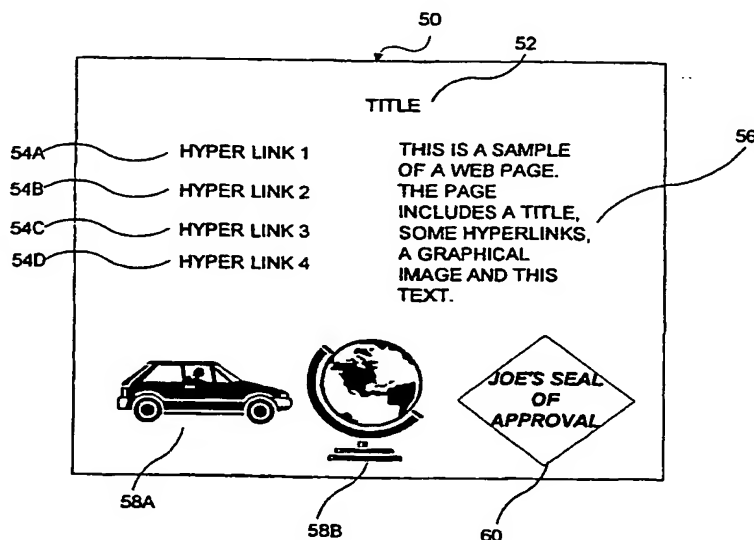 50
52
TITLE
54A
HYPER LINK 1
54B
HYPER LINK 2
54C
HYPER LINK 3
54D
HYPER LINK 4
THIS IS A SAMPLE
OF A WEB PAGE.
THE PAGE
INCLUDES A TITLE,
SOME HYPERLINKS,
A GRAPHICAL
IMAGE AND THIS
TEXT.
56
JOE'S SEAL
OF
APPROVAL
58A
58B
60